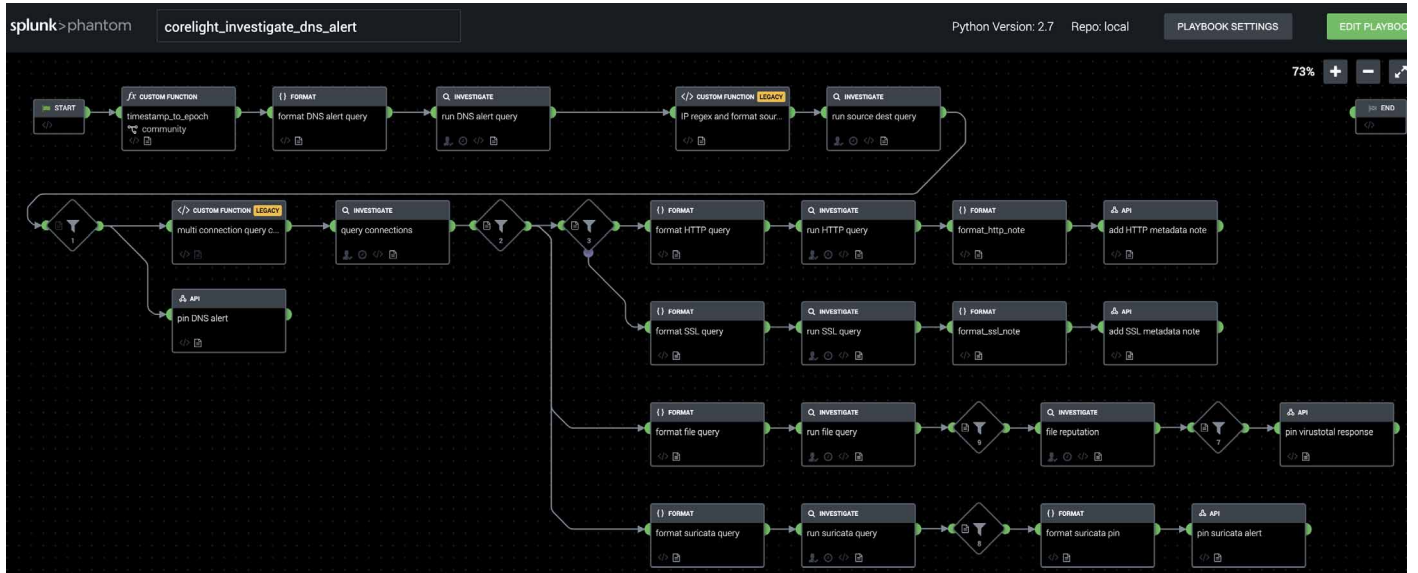 splunk>phantom
corelight_investigate_dns_alert
Python Version: 2.7
Repo: local
PLAYBOOK SETTINGS
EDIT PLAYBOO
73%
START
fx CUSTOM FUNCTION
timestamp_to_epoch
community
{} FORMAT
format DNS alert query
INVESTIGATE
run DNS alert query
</> CUSTOM FUNCTION LEGACY
IP regex and format sour...
INVESTIGATE
run source dest query
END
1
</> CUSTOM FUNCTION LEGACY
multi connection query c...
INVESTIGATE
query connections
2
3
{} FORMAT
format HTTP query
INVESTIGATE
run HTTP query
{} FORMAT
format_http_note
API
add HTTP metadata note
API
pin DNS alert
{} FORMAT
format SSL query
INVESTIGATE
run SSL query
{} FORMAT
format_ssl_note
API
add SSL metadata note
{} FORMAT
format file query
INVESTIGATE
run file query
9
INVESTIGATE
file reputation
7
API
pin virustotal response
{} FORMAT
format suricata query
INVESTIGATE
run suricata query
8
{} FORMAT
format suricata pin
API
pin suricata alert